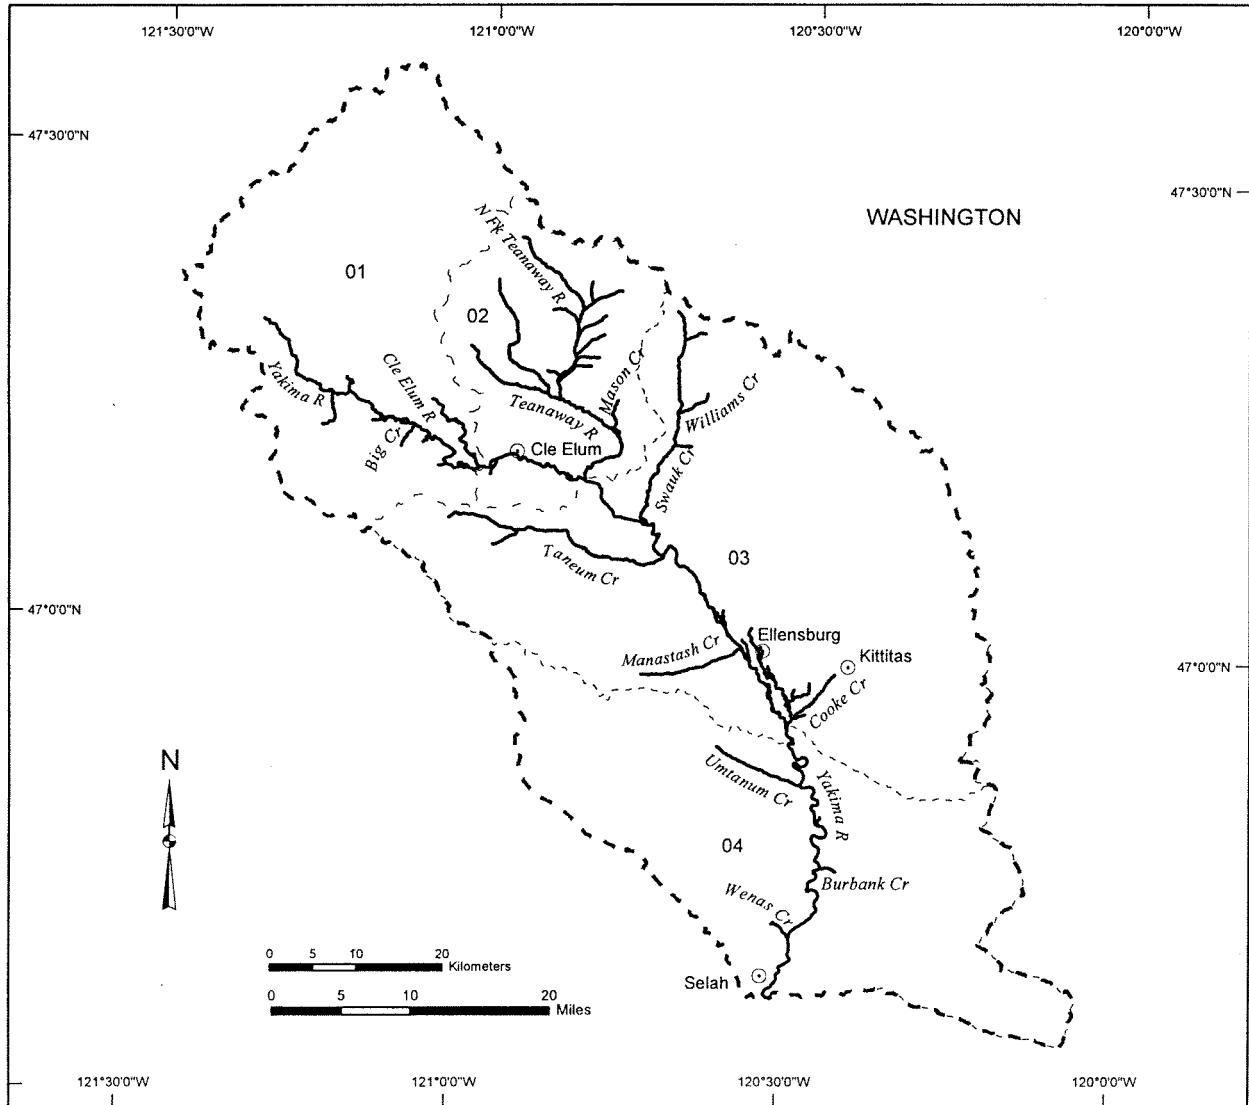 121°30'0"W
121°0'0"W
120°30'0"W
120°0'0"W
47°30'0"N
47°30'0"N
WASHINGTON
N Fk Teanaway R
01
02
Mason Cr
Cle Elum R
Yakima R
Williams Cr
Teanaway R
Big Cr
Cle Elum
Swauk Cr
03
Taneum Cr
47°0'0"N
47°0'0"N
Ellensburg
Manastash Cr
Kittitas
Cooke Cr
N
Umtanum Cr
Yakima R
04
Burbank Cr
Wenas Cr
Selah
0 5 10 20
Kilometers
0 5 10 20
Miles
121°30'0"W
121°0'0"W
120°30'0"W
120°0'0"W